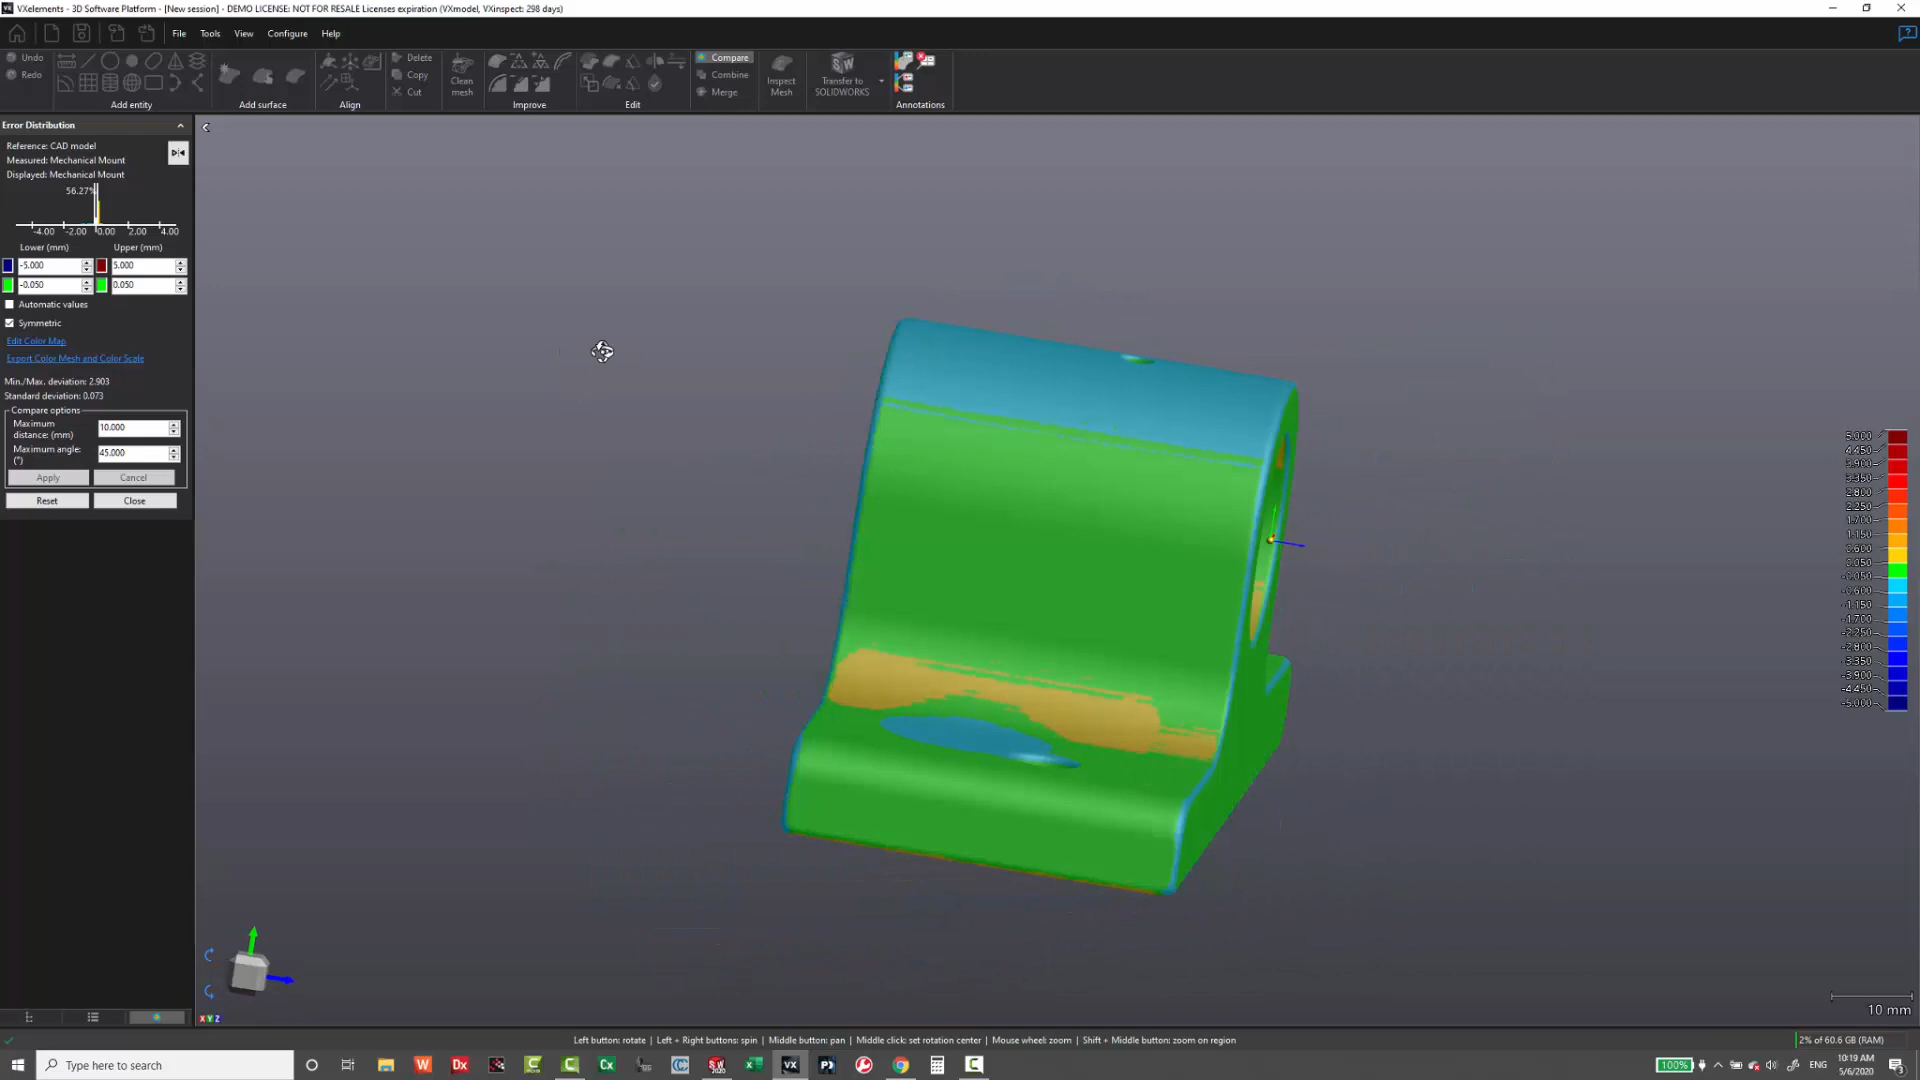 VXelements - 3D Software Platform - [New session] - DEMO LICENSE: NOT FOR RESALE Licenses expiration (VXmodel, VXinspect: 298 days)
File Tools View Configure Help
Undo
Redo
Add entity
Add surface
Align
Delete
Copy
Cut
Clean mesh
Improve
Edit
Compare
Combine
Merge
Inspect Mesh
Transfer to SOLIDWORKS
Annotations
Error Distribution
Reference: CAD model
Measured: Mechanical Mount
Displayed: Mechanical Mount
56.27%
-4.00 -2.00 0.00 2.00 4.00
Lower (mm) Upper (mm)
-5.000 5.000
-0.050 0.050
Automatic values
Symmetric
Edit Color Map
Export Color Mesh and Color Scale
Min./Max. deviation: 2.903
Standard deviation: 0.073
Compare options
Maximum distance: (mm) 10.000
Maximum angle: (°) 45.000
Apply Cancel
Reset Close
5.000
4.450
3.900
3.350
2.800
2.250
1.700
1.150
0.600
0.050
-0.050
-0.600
-1.150
-1.700
-2.250
-2.800
-3.350
-3.900
-4.450
-5.000
10 mm
X Y Z
Left button: rotate | Left + Right buttons: spin | Middle button: pan | Middle click: set rotation center | Mouse wheel: zoom | Shift + Middle button: zoom on region
2% of 60.6 GB (RAM)
Type here to search
100%
ENG
10:19 AM
5/6/2020